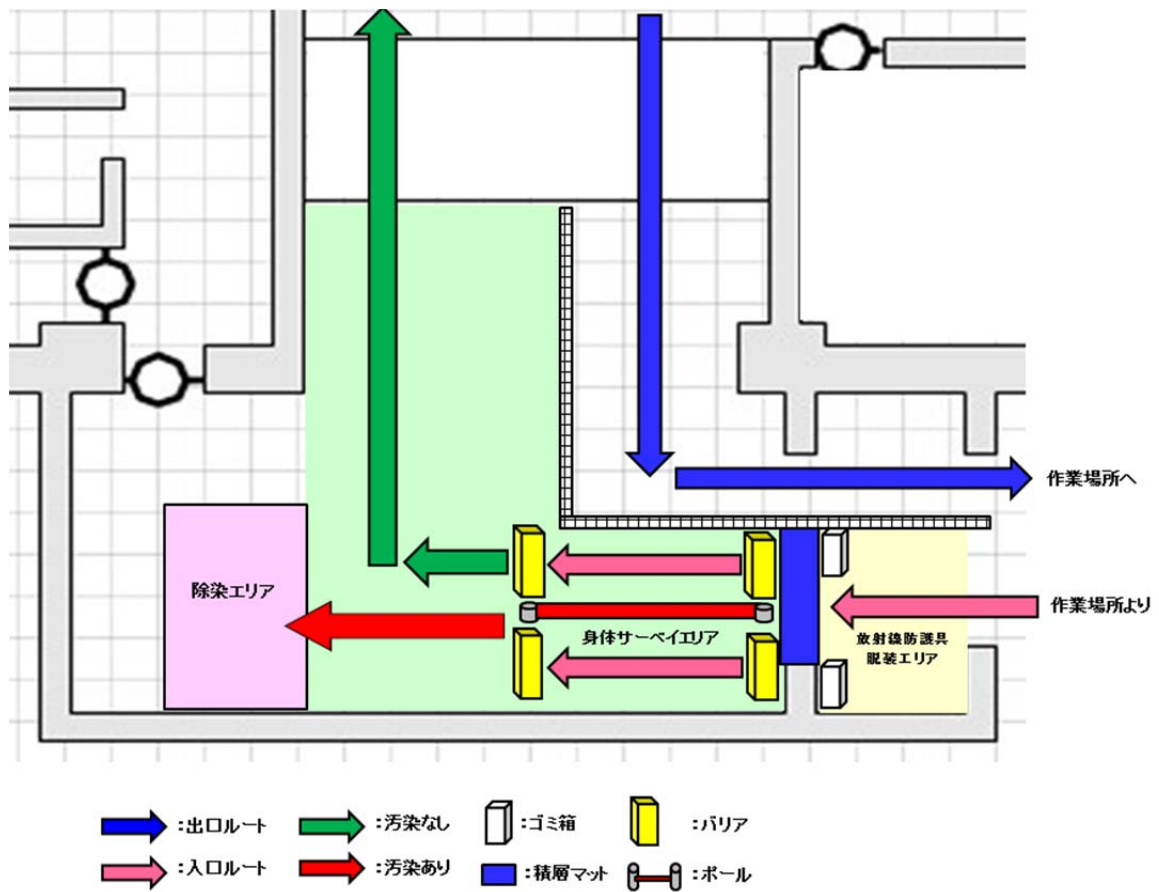 作業場所へ
除染エリア
作業場所より
身体サーベイエリア
放射線防護具
脱装エリア
:出口ルート
:汚染なし
:ゴミ箱
:バリア
:入口ルート
:汚染あり
:積層マット
:ポール